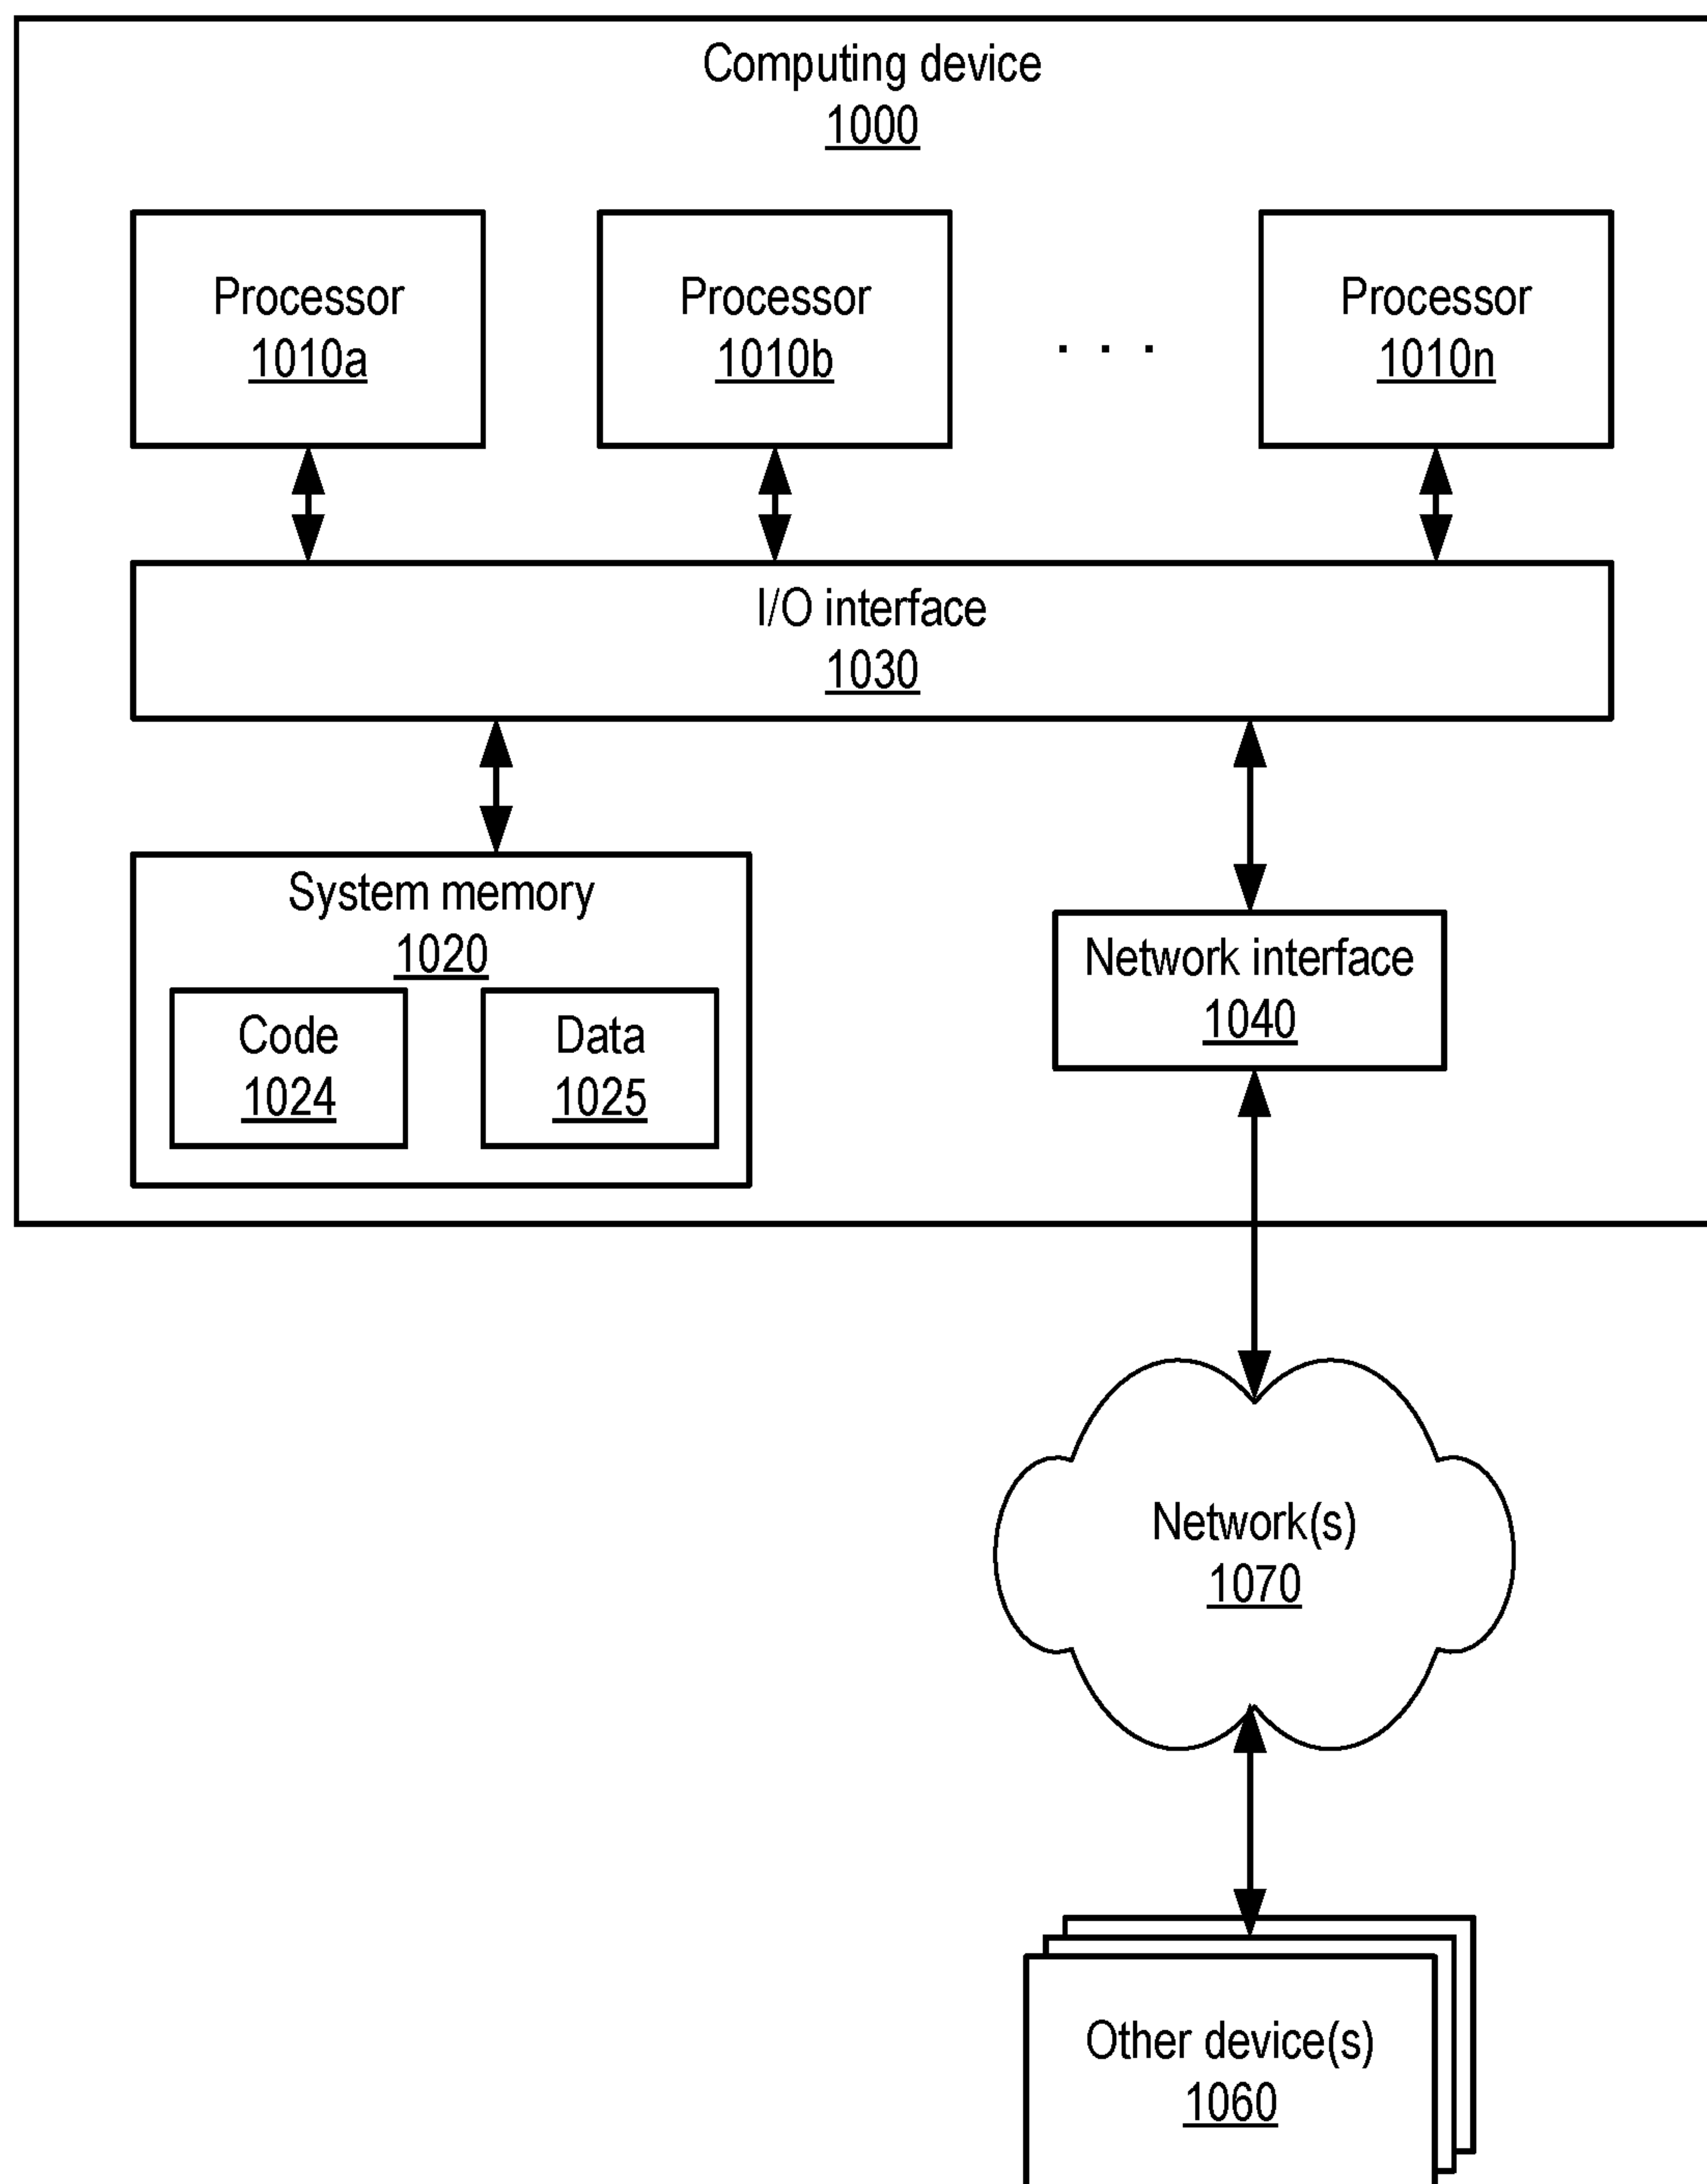 Computing device
1000
Processor
1010a
Processor
1010b
. . .
Processor
1010n
I/O interface
1030
System memory
1020
Code
1024
Data
1025
Network interface
1040
Network(s)
1070
Other device(s)
1060